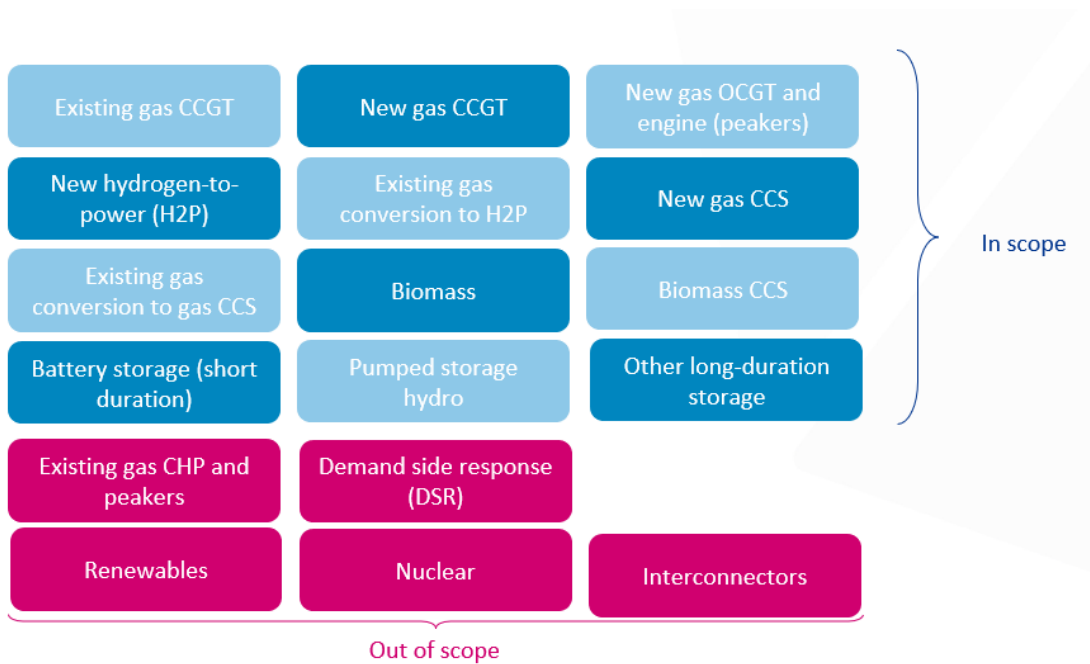 Existing gas CCGT
New gas CCGT
New gas OCGT and
engine (peakers)
New hydrogen-to-
power (H2P)
Existing gas
conversion to H2P
New gas CCS
In scope
Existing gas
conversion to gas CCS
Biomass
Biomass CCS
Battery storage (short
duration)
Pumped storage
hydro
Other long-duration
storage
Existing gas CHP and
peakers
Demand side response
(DSR)
Renewables
Nuclear
Interconnectors
Out of scope